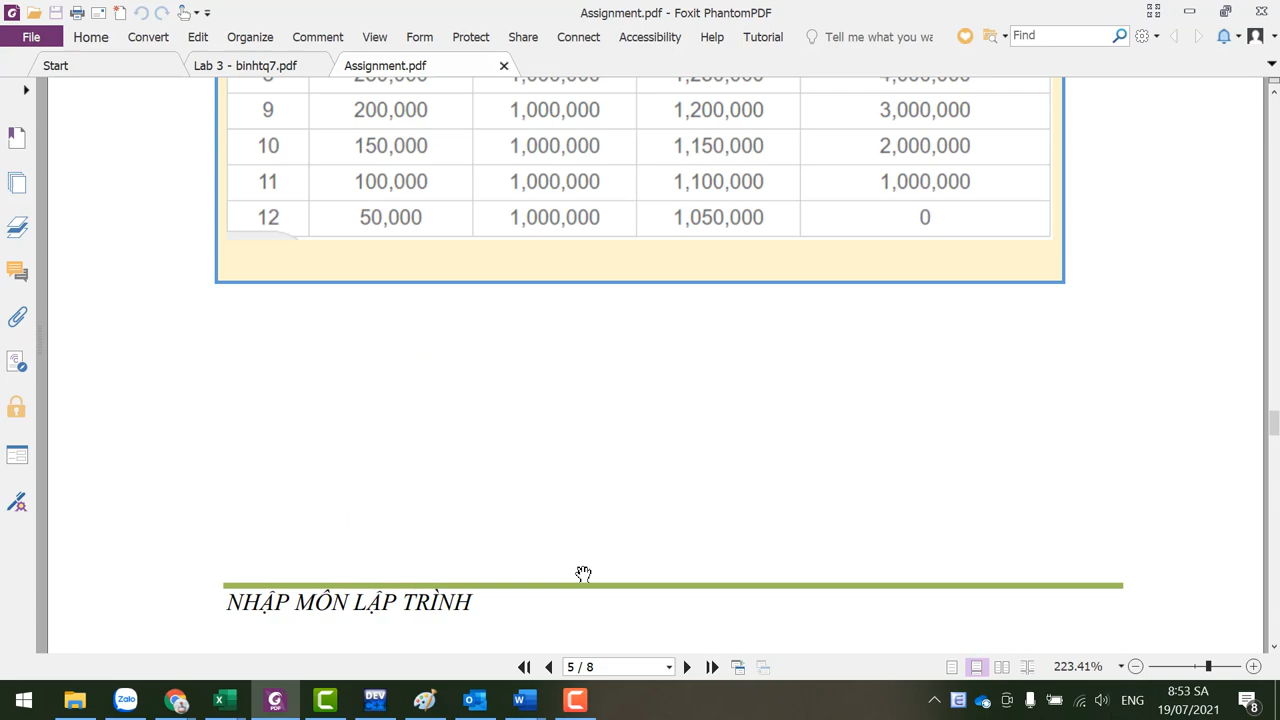 Assignment.pdf - Foxit PhantomPDF
File Home Convert Edit Organize Comment View Form Protect Share Connect Accessibility Help Tutorial Tell me what you wa Find
Start Lab 3 - binhtq7.pdf Assignment.pdf
9 200,000 1,000,000 1,200,000 3,000,000
10 150,000 1,000,000 1,150,000 2,000,000
11 100,000 1,000,000 1,100,000 1,000,000
12 50,000 1,000,000 1,050,000 0
NHẬP MÔN LẬP TRÌNH
5 / 8 223.41%
Zalo DEV ENG 8:53 SA
19/07/2021 8